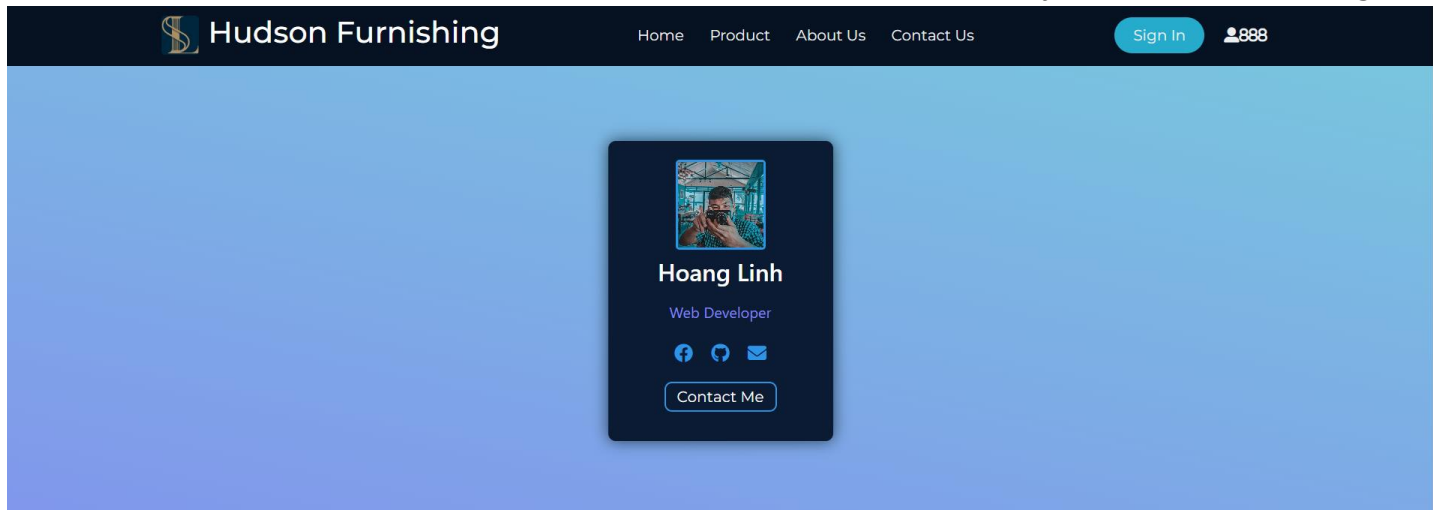 Hudson Furnishing
Home Product About Us Contact Us
Sign In
888
Hoang Linh
Web Developer
Contact Me